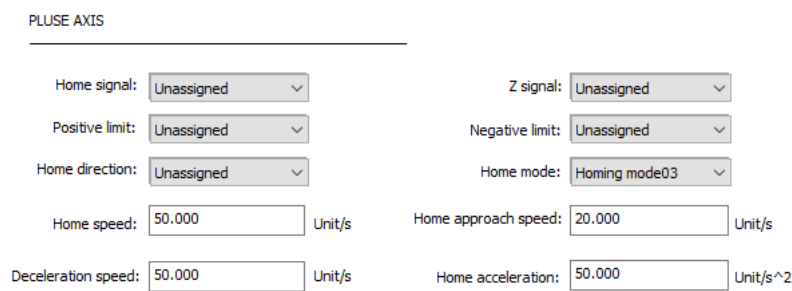 PLUSE AXIS
Home signal: Unassigned Z signal: Unassigned
Positive limit: Unassigned Negative limit: Unassigned
Home direction: Unassigned Home mode: Homing mode03
Home speed: 50.000 Unit/s Home approach speed: 20.000 Unit/s
Deceleration speed: 50.000 Unit/s Home acceleration: 50.000 Unit/s^2